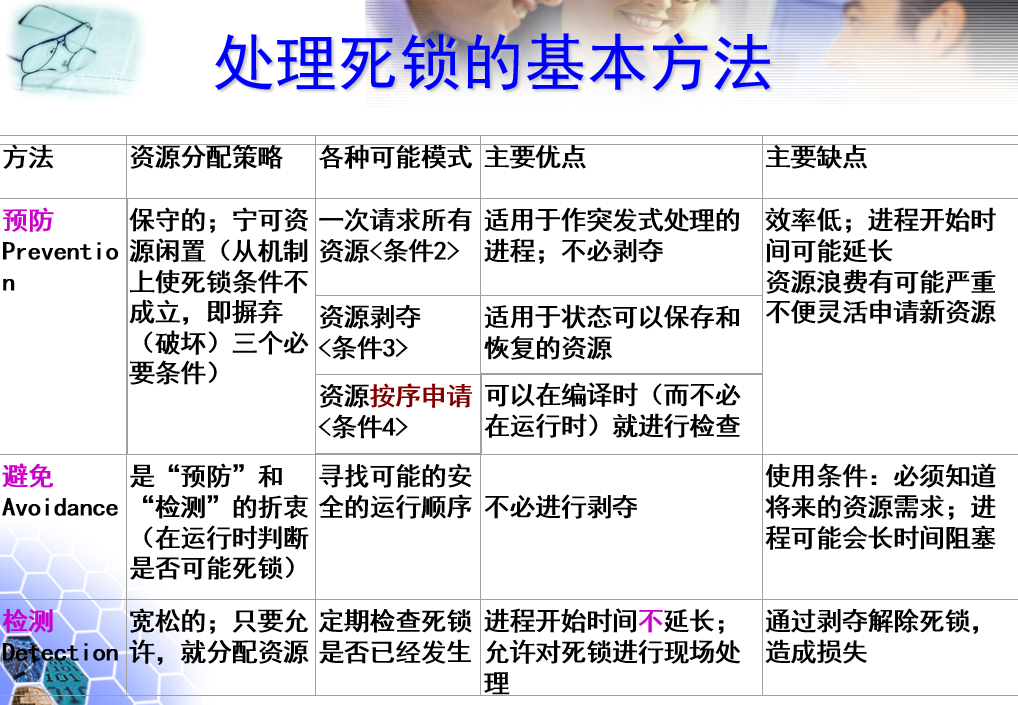 处理死锁的基本方法
方法
资源分配策略
各种可能模式
主要优点
主要缺点
预防
Preventio
n
保守的；宁可资
源闲置（从机制
上使死锁条件不
成立，即摒弃
（破坏）三个必
要条件）
一次请求所有
资源<条件2>
适用于作突发式处理的
进程；不必剥夺
效率低；进程开始时
间可能延长
资源浪费有可能严重
不便灵活申请新资源
资源剥夺
<条件3>
适用于状态可以保存和
恢复的资源
资源按序申请
<条件4>
可以在编译时（而不必
在运行时）就进行检查
避免
Avoidance
是“预防”和
“检测”的折衷
（在运行时判断
是否可能死锁）
寻找可能的安
全的运行顺序
不必进行剥夺
使用条件：必须知道
将来的资源需求；进
程可能会长时间阻塞
检测
Detection
宽松的；只要允
许，就分配资源
定期检查死锁
是否已经发生
进程开始时间不延长；
允许对死锁进行现场处
理
通过剥夺解除死锁，
造成损失